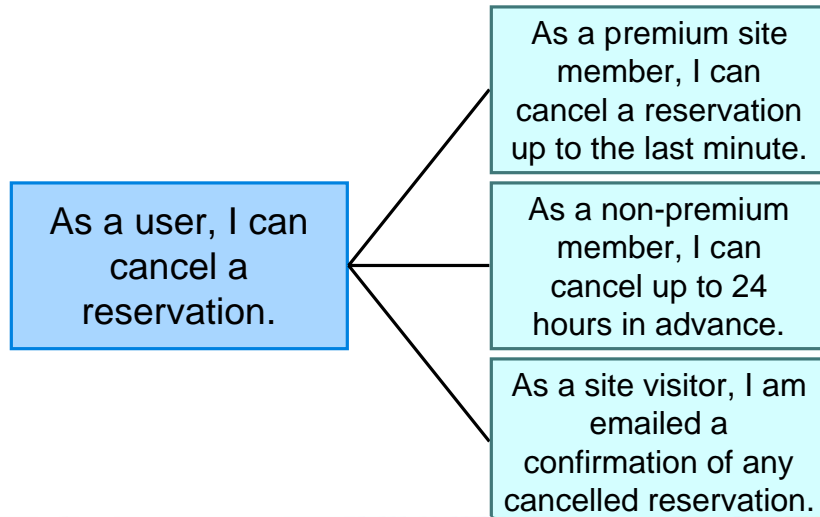 As a user, I can
cancel a
reservation.
As a premium site
member, I can
cancel a reservation
up to the last minute.
As a non-premium
member, I can
cancel up to 24
hours in advance.
As a site visitor, I am
emailed a
confirmation of any
cancelled reservation.